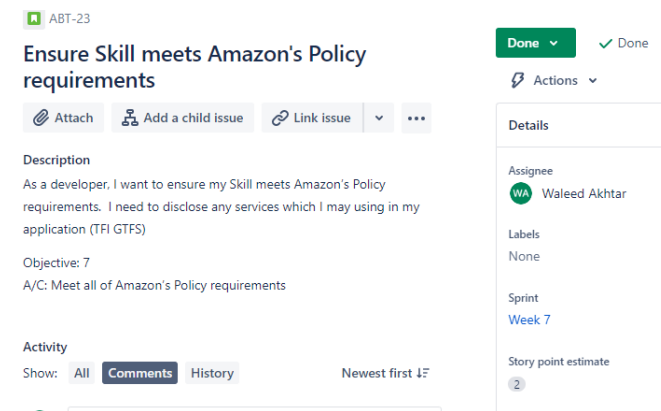 ABT-23
Ensure Skill meets Amazon's Policy
requirements
Attach
Add a child issue
Link issue
Description
As a developer, I want to ensure my Skill meets Amazon's Policy
requirements. I need to disclose any services which I may using in my
application (TFI GTFS)
Objective: 7
A/C: Meet all of Amazon's Policy requirements
Activity
Show: All Comments History Newest first
Done Done
Actions
Details
Assignee
WA Waleed Akhtar
Labels
None
Sprint
Week 7
Story point estimate
2